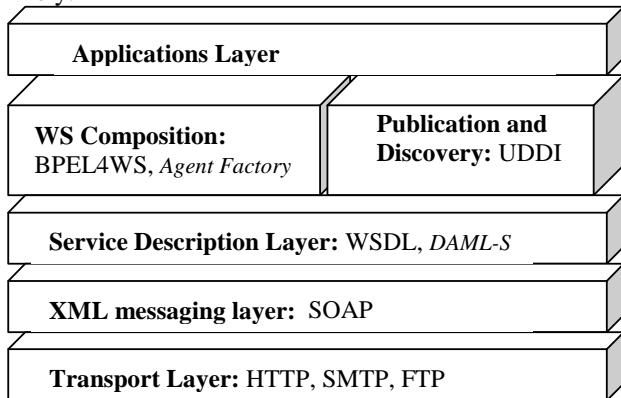 Applications Layer
WS Composition:
BPEL4WS, Agent Factory
Publication and
Discovery: UDDI
Service Description Layer: WSDL, DAML-S
XML messaging layer: SOAP
Transport Layer: HTTP, SMTP, FTP